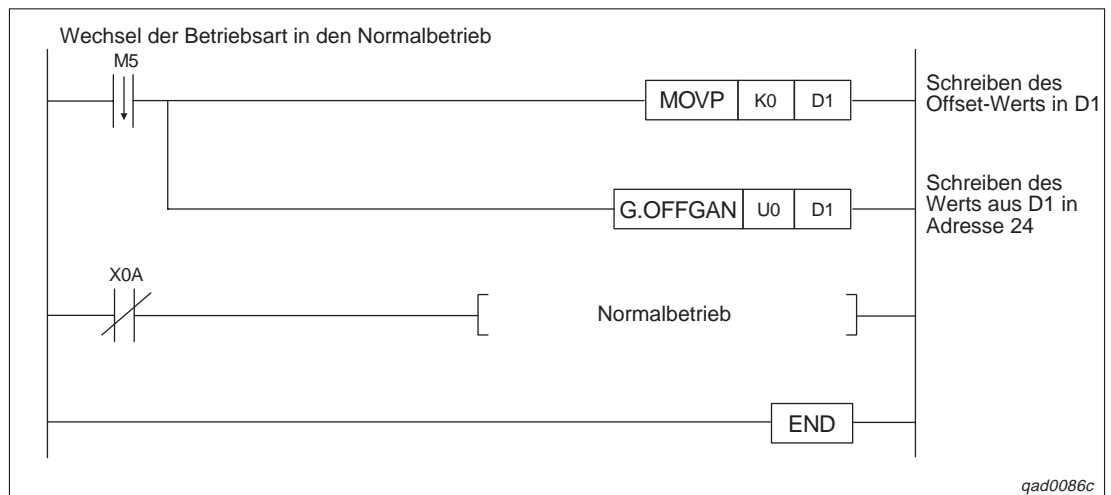 Wechsel der Betriebsart in den Normalbetrieb
M5
MOVP K0 D1
Schreiben des
Offset-Werts in D1
G.OFFGAN U0 D1
Schreiben des
Werts aus D1 in
Adresse 24
X0A
Normalbetrieb
END
qad0086c